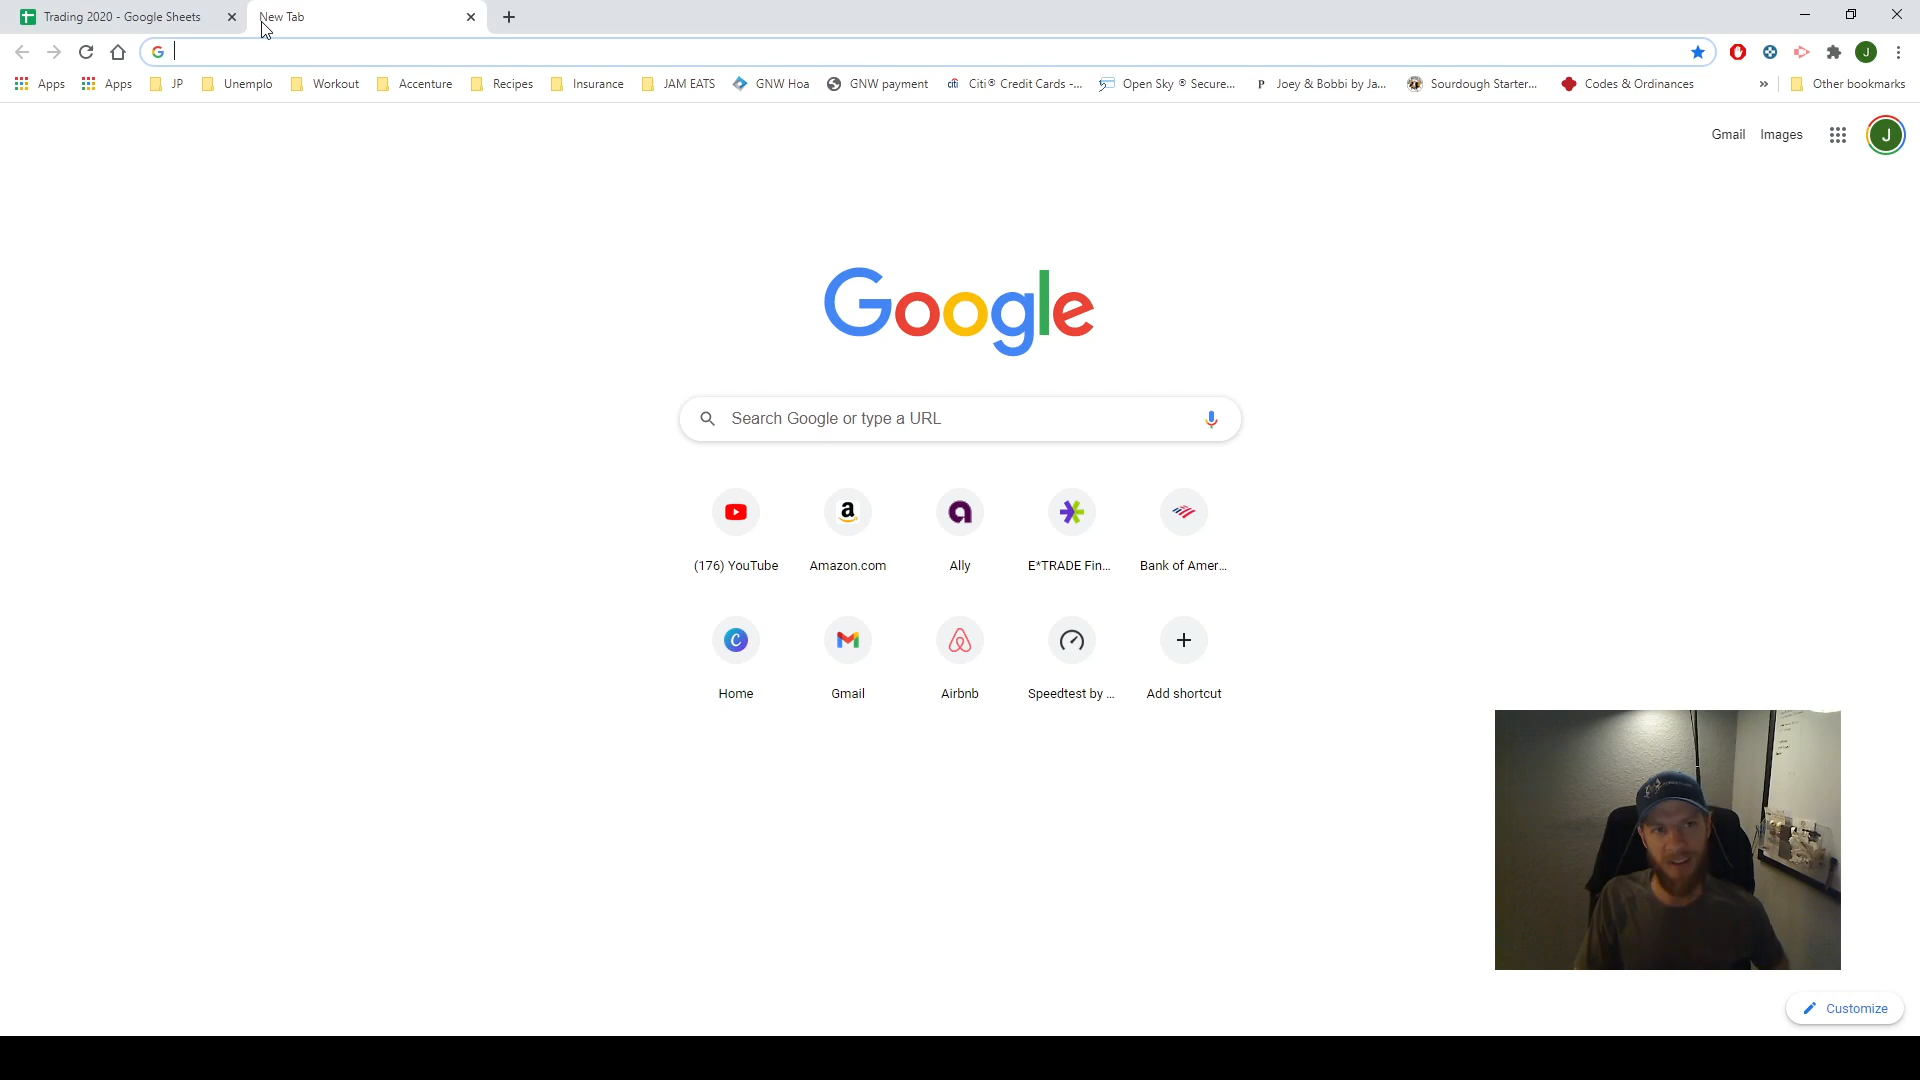 Trading 2020 - Google Sheets
New Tab
Apps
Apps
JP
Unemplo
Workout
Accenture
Recipes
Insurance
JAM EATS
GNW Hoa
GNW payment
Citi® Credit Cards -...
Open Sky ® Secure...
Joey & Bobbi by Ja...
Sourdough Starter...
Codes & Ordinances
»
Other bookmarks
Gmail
Images
J
Google
Search Google or type a URL
(176) YouTube
Amazon.com
Ally
E*TRADE Fin...
Bank of Amer...
Home
Gmail
Airbnb
Speedtest by ...
Add shortcut
Customize